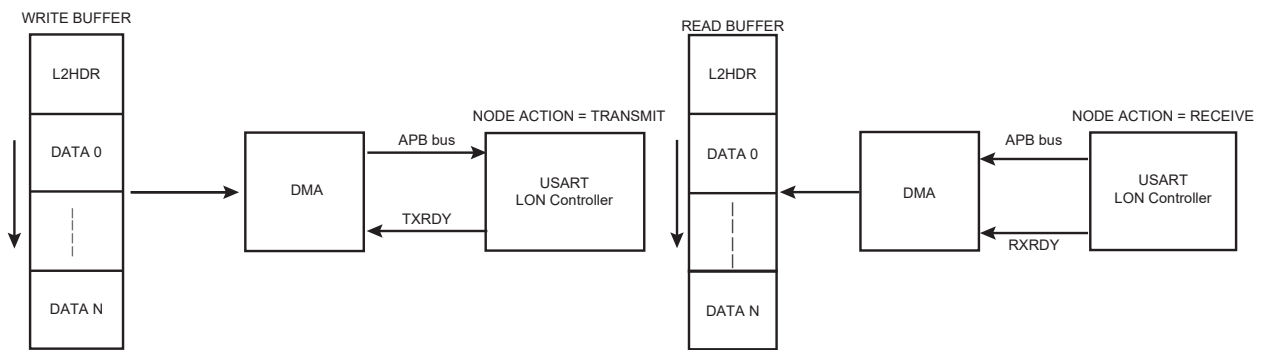 WRITE BUFFER
L2HDR
DATA 0
DATA N
DMA
APB bus
TXRDY
NODE ACTION = TRANSMIT
USART
LON Controller
READ BUFFER
L2HDR
DATA 0
DATA N
DMA
APB bus
RXRDY
NODE ACTION = RECEIVE
USART
LON Controller